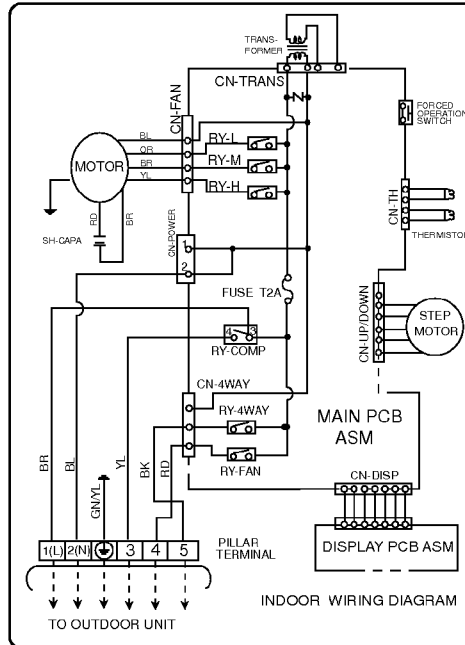 TRANS-
FORMER
CN-TRANS
CN-FAN
FORCED
OPERATION
SWITCH
BL
OR
BR
YL
RY-L
RY-M
RY-H
MOTOR
RD
BR
SH-CAPA
CN-POWER
1
2
CN-TH
THERMISTOR
FUSE T2A
CN-UP/DOWN
STEP
MOTOR
4 3
RY-COMP
CN-4WAY
RY-4WAY
RY-FAN
MAIN PCB
ASM
BR
BL
GN/YL
YL
BK
RD
CN-DISP
1(L) 2(N) 3 4 5
PILLAR
TERMINAL
DISPLAY PCB ASM
INDOOR WIRING DIAGRAM
TO OUTDOOR UNIT